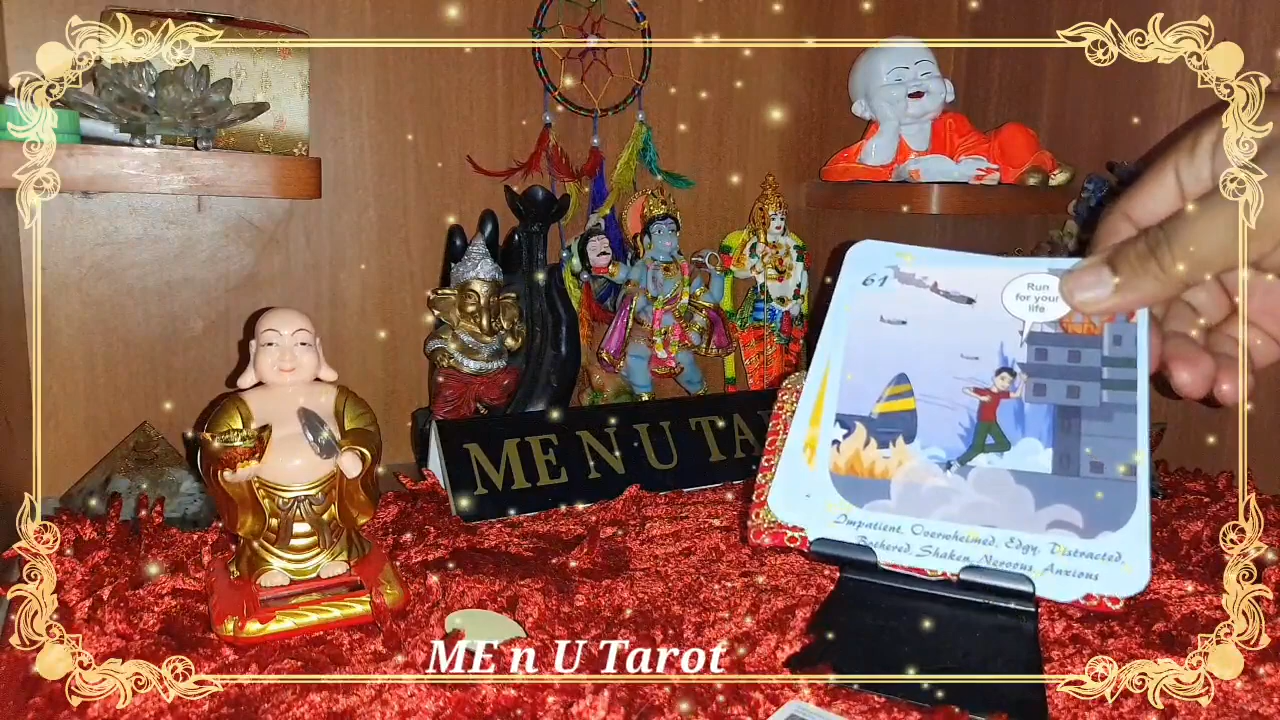 61
Run
for your
life
ME N U TA
Impatient, Overwhelmed, Edgy, Distracted,
Bothered, Shaken, Nervous, Anxious
ME n U Tarot